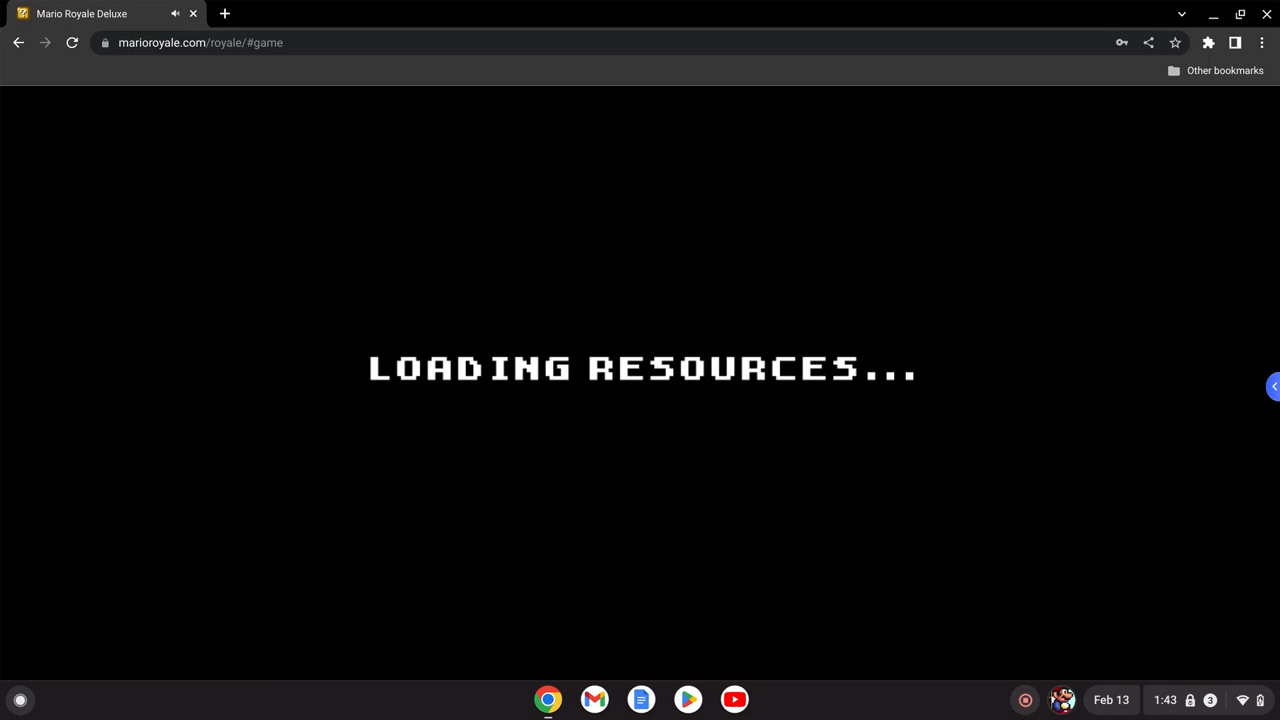 Mario Royale Deluxe
marioroyale.com/royale/#game
Other bookmarks
LOADING RESOURCES...
Feb 13
1:43
3